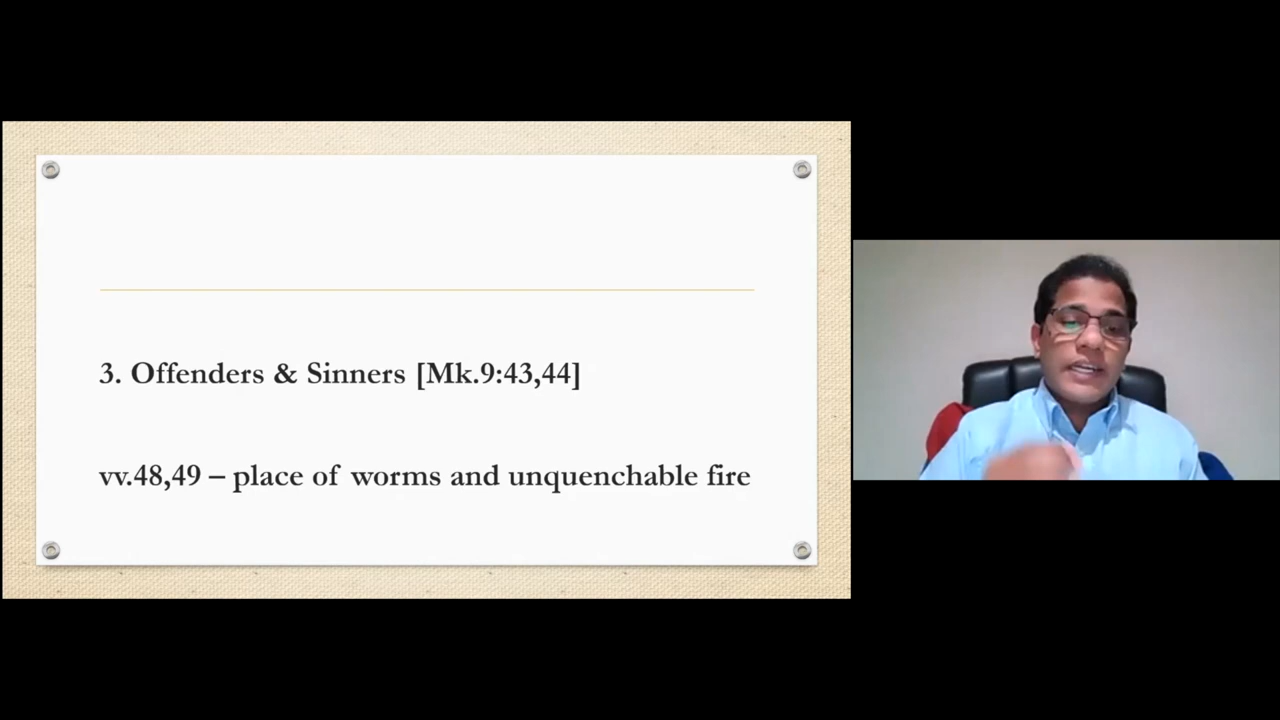 3. Offenders & Sinners [Mk.9:43,44]
vv.48,49 – place of worms and unquenchable fire